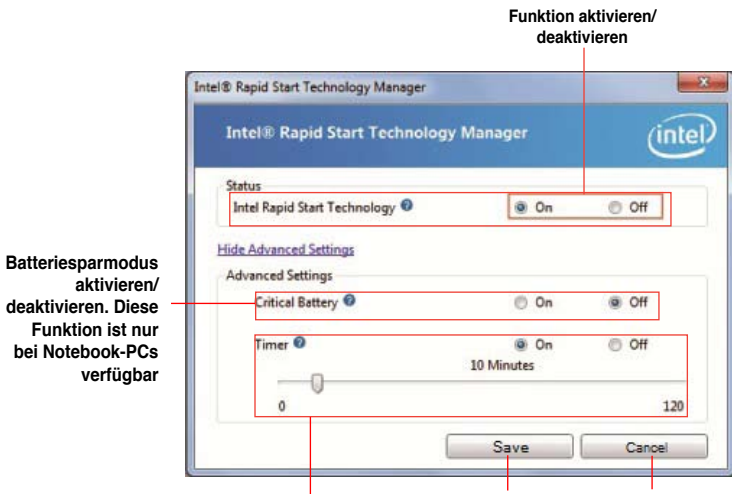 Funktion aktivieren/
deaktivieren
Intel® Rapid Start Technology Manager
Intel® Rapid Start Technology Manager
intel
Status
Intel Rapid Start Technology ? On Off
Hide Advanced Settings
Advanced Settings
Batteriesparmodus
aktivieren/
deaktivieren. Diese
Funktion ist nur
bei Notebook-PCs
verfügbar
Critical Battery ? On Off
Timer ? On Off
10 Minutes
0 120
Save Cancel